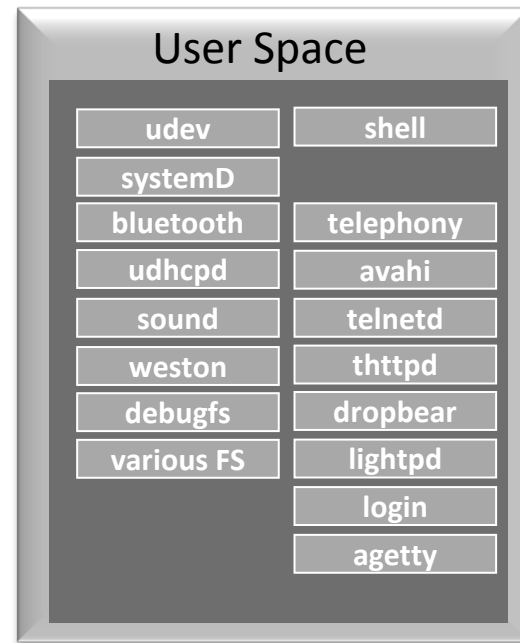 User Space
udev
shell
systemD
bluetooth
telephony
udhcpd
avahi
sound
telnetd
weston
thttpd
debugfs
dropbear
various FS
lightpd
login
agetty